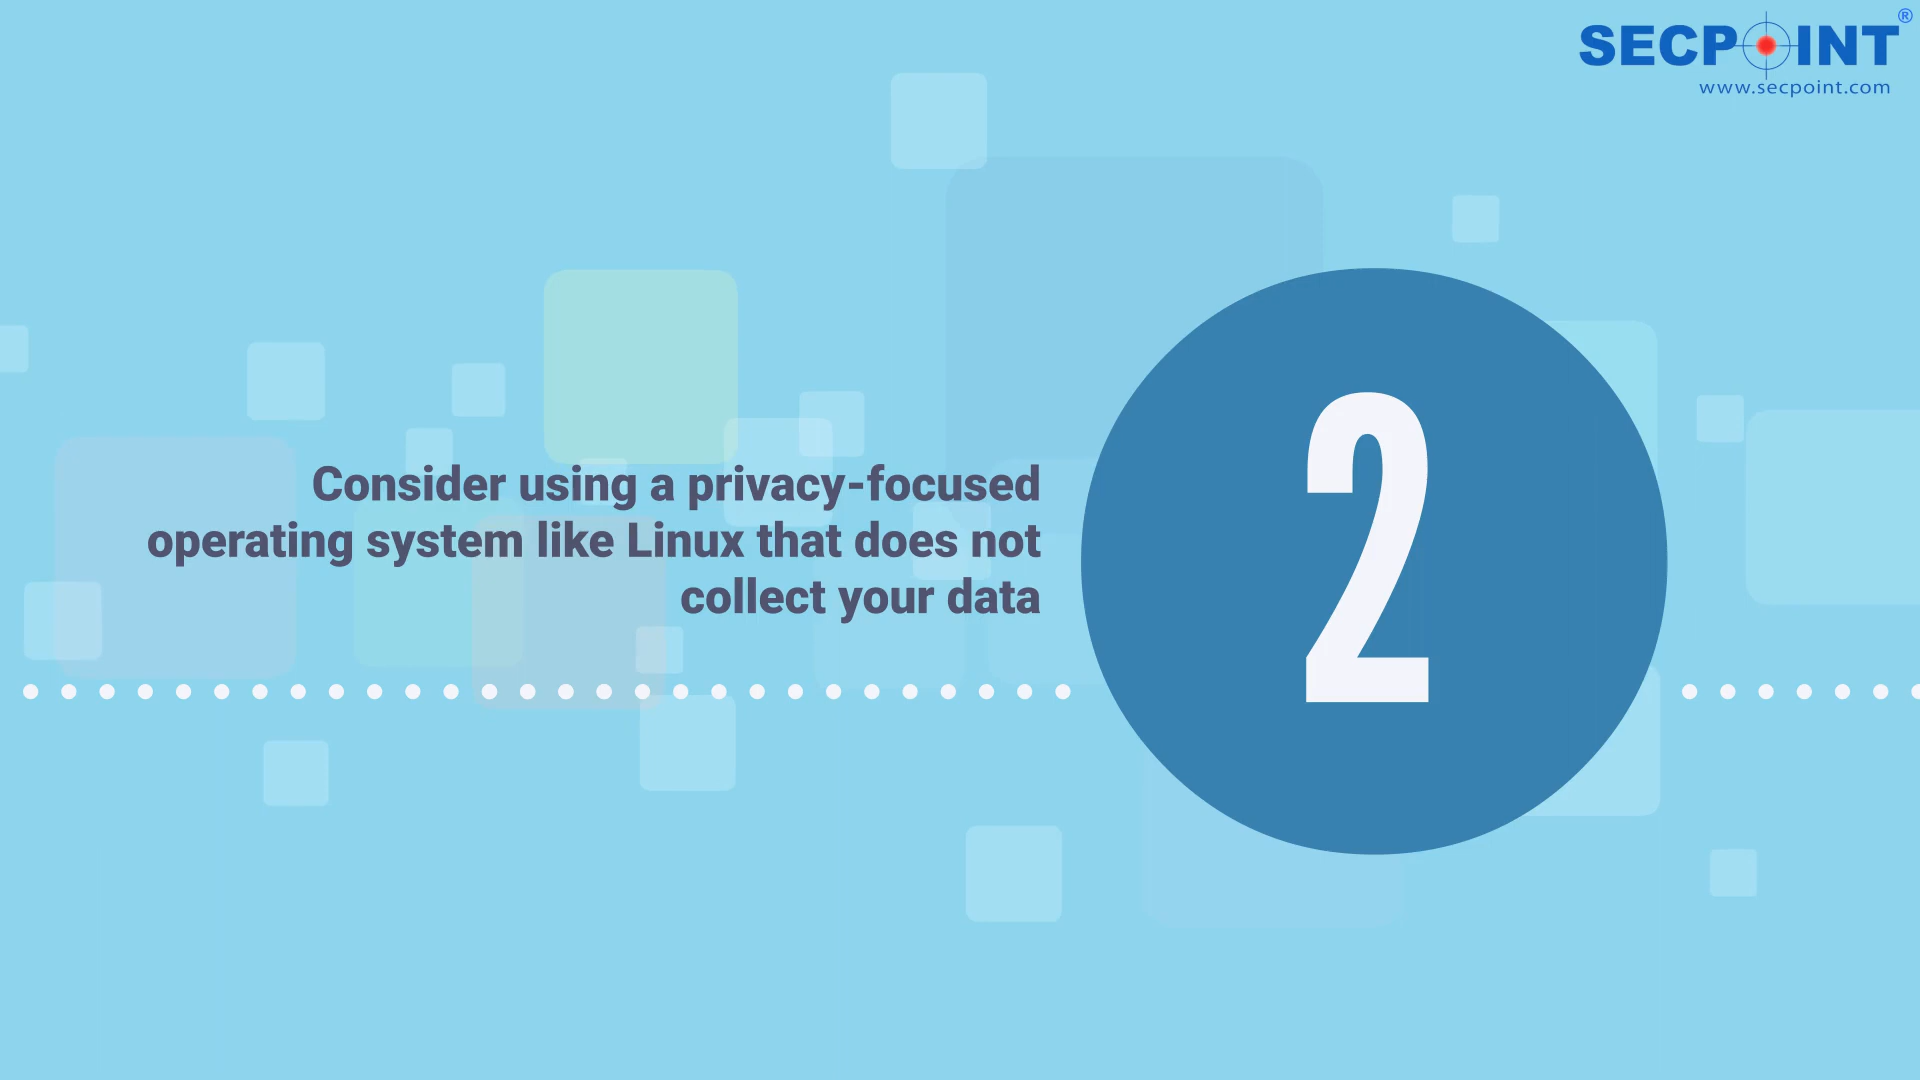 SECPOINT®
www.secpoint.com
Consider using a privacy-focused
operating system like Linux that does not
collect your data
2